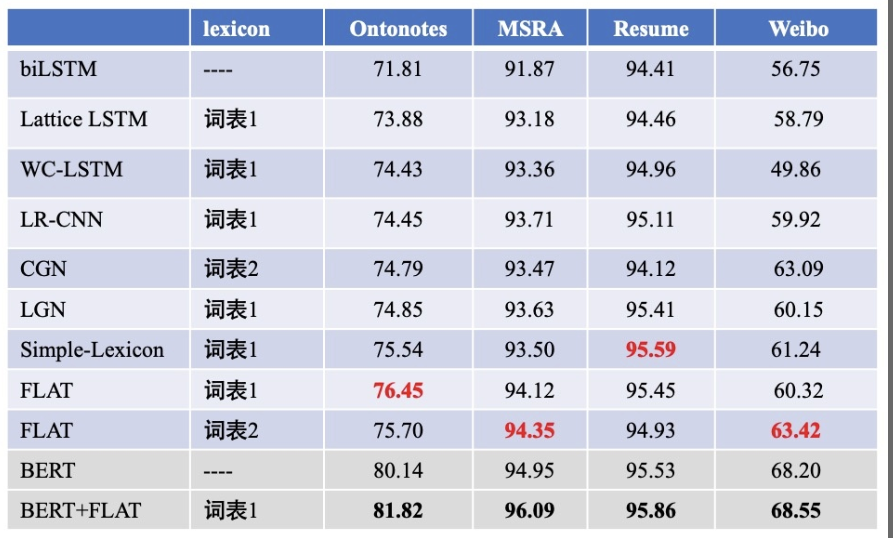 lexicon Ontonotes MSRA Resume Weibo
biLSTM ---- 71.81 91.87 94.41 56.75
Lattice LSTM 词表1 73.88 93.18 94.46 58.79
WC-LSTM 词表1 74.43 93.36 94.96 49.86
LR-CNN 词表1 74.45 93.71 95.11 59.92
CGN 词表2 74.79 93.47 94.12 63.09
LGN 词表1 74.85 93.63 95.41 60.15
Simple-Lexicon 词表1 75.54 93.50 95.59 61.24
FLAT 词表1 76.45 94.12 95.45 60.32
FLAT 词表2 75.70 94.35 94.93 63.42
BERT ---- 80.14 94.95 95.53 68.20
BERT+FLAT 词表1 81.82 96.09 95.86 68.55